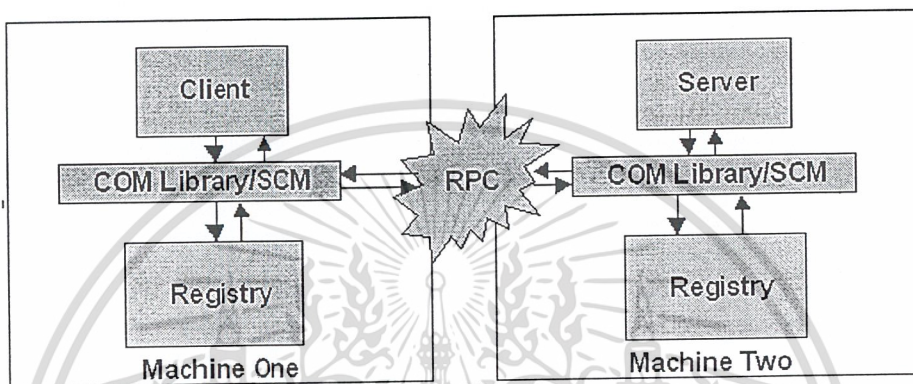 Client
COM Library/SCM
Registry
Machine One
RPC
Server
COM Library/SCM
Registry
Machine Two